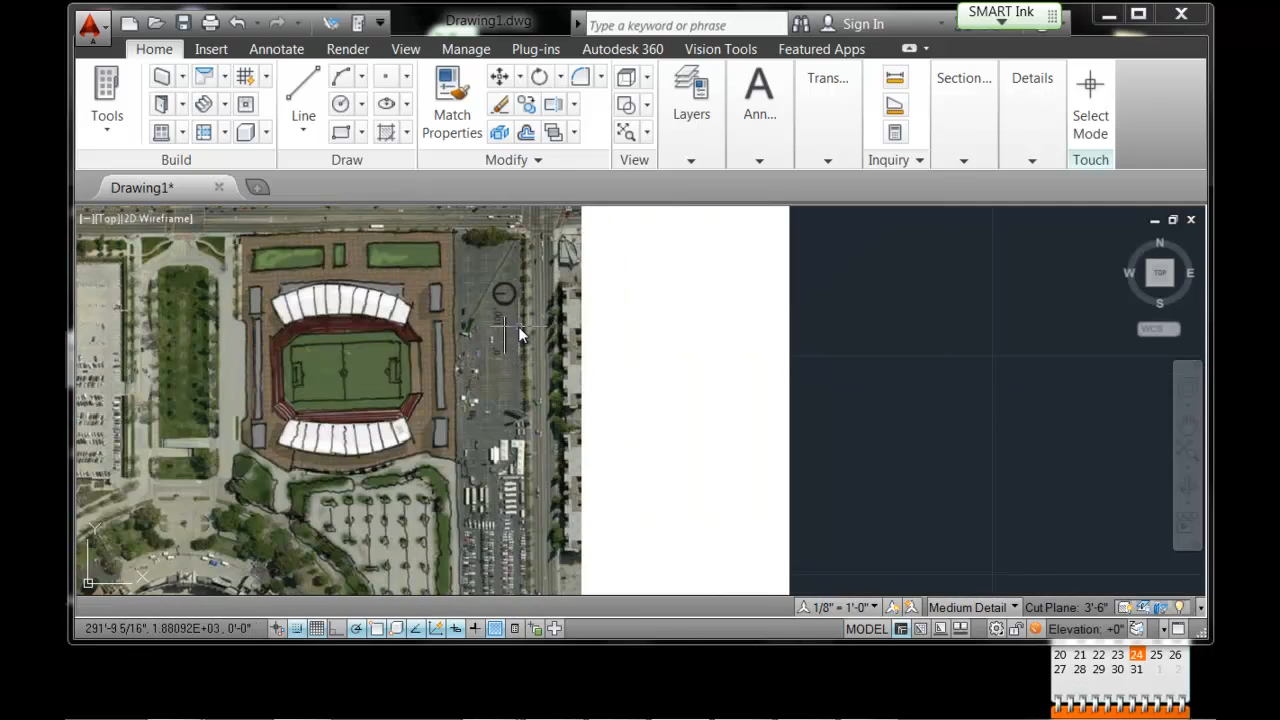 Drawing1.dwg
Type a keyword or phrase
Sign In
SMART Ink
A
Home
Insert
Annotate
Render
View
Manage
Plug-ins
Autodesk 360
Vision Tools
Featured Apps
Tools
Line
Match
Properties
Layers
A
Ann...
Trans...
Section...
Details
Select
Mode
Build
Draw
Modify
View
Inquiry
Touch
Drawing1*
[−][Top][2D Wireframe]
N
W
TOP
E
S
WCS
Y
X
1/8" = 1'-0"
Medium Detail
Cut Plane: 3'-6"
291'-9 5/16", 1.88092E+03, 0'-0"
MODEL
Elevation: +0"
20 21 22 23 24 25 26
27 28 29 30 31 1 2